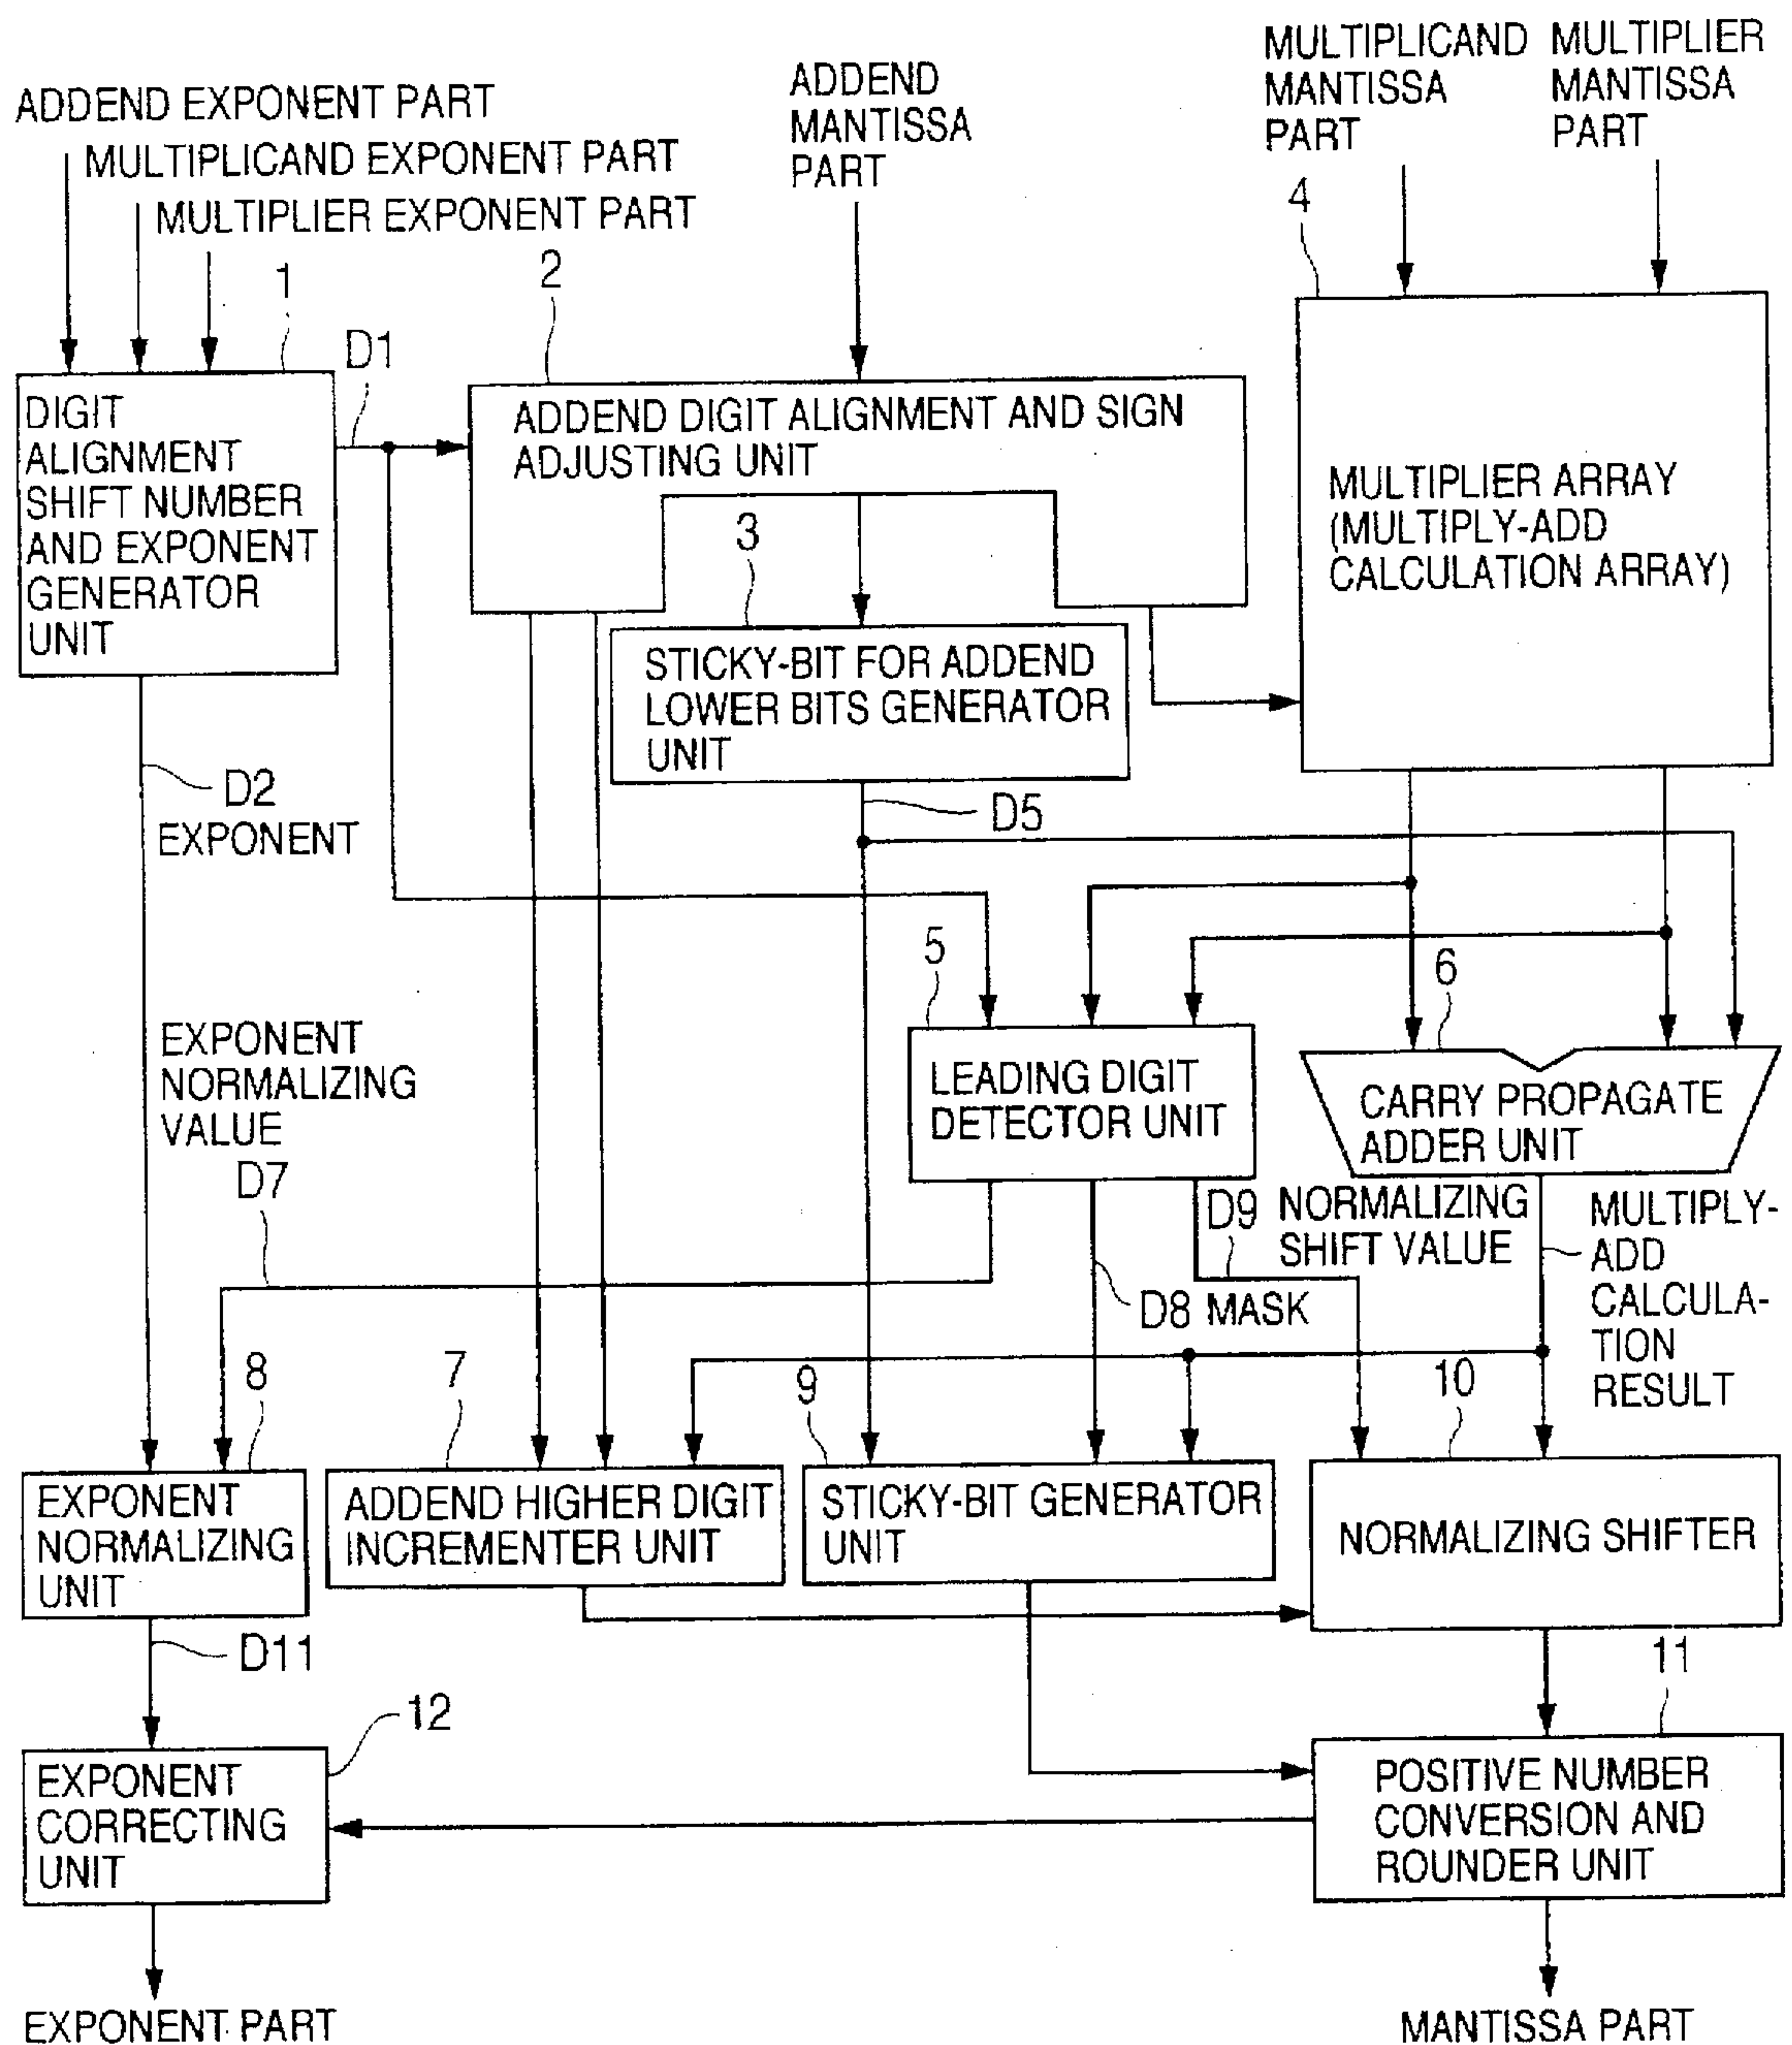 MULTIPLICAND
MANTISSA
PART
MULTIPLIER
MANTISSA
PART
ADDEND
MANTISSA
PART
ADDEND EXPONENT PART
MULTIPLICAND EXPONENT PART
MULTIPLIER EXPONENT PART
1
2
4
D1
DIGIT
ALIGNMENT
SHIFT NUMBER
AND EXPONENT
GENERATOR
UNIT
ADDEND DIGIT ALIGNMENT AND SIGN
ADJUSTING UNIT
MULTIPLIER ARRAY
(MULTIPLY-ADD
CALCULATION ARRAY)
3
STICKY-BIT FOR ADDEND
LOWER BITS GENERATOR
UNIT
D2
EXPONENT
D5
5
6
LEADING DIGIT
DETECTOR UNIT
CARRY PROPAGATE
ADDER UNIT
EXPONENT
NORMALIZING
VALUE
D7
D9 NORMALIZING
SHIFT VALUE
D8 MASK
MULTIPLY-
ADD
CALCULA-
TION
RESULT
8
7
9
10
EXPONENT
NORMALIZING
UNIT
ADDEND HIGHER DIGIT
INCREMENTER UNIT
STICKY-BIT GENERATOR
UNIT
NORMALIZING SHIFTER
D11
11
12
EXPONENT
CORRECTING
UNIT
POSITIVE NUMBER
CONVERSION AND
ROUNDER UNIT
EXPONENT PART
MANTISSA PART